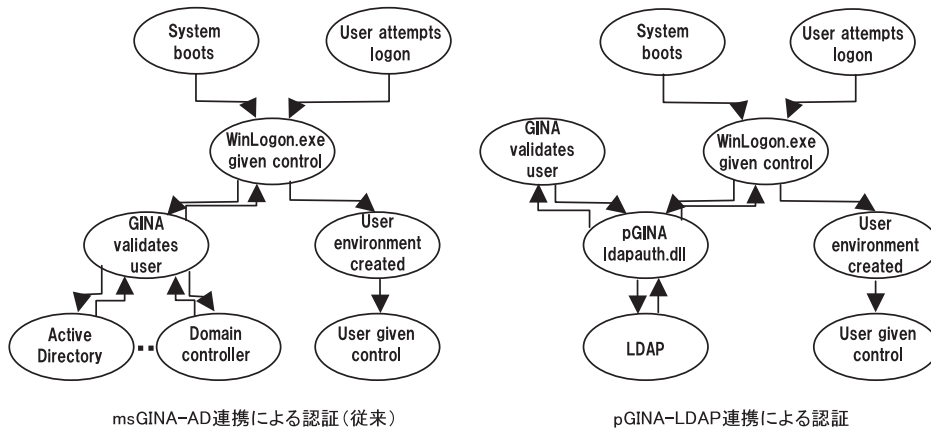 System
boots
User attempts
logon
WinLogon.exe
given control
GINA
validates
user
User
environment
created
Active
Directory
Domain
controller
User given
control
msGINA-AD連携による認証(従来)
System
boots
User attempts
logon
GINA
validates
user
WinLogon.exe
given control
pGINA
ldapauth.dll
User
environment
created
LDAP
User given
control
pGINA-LDAP連携による認証